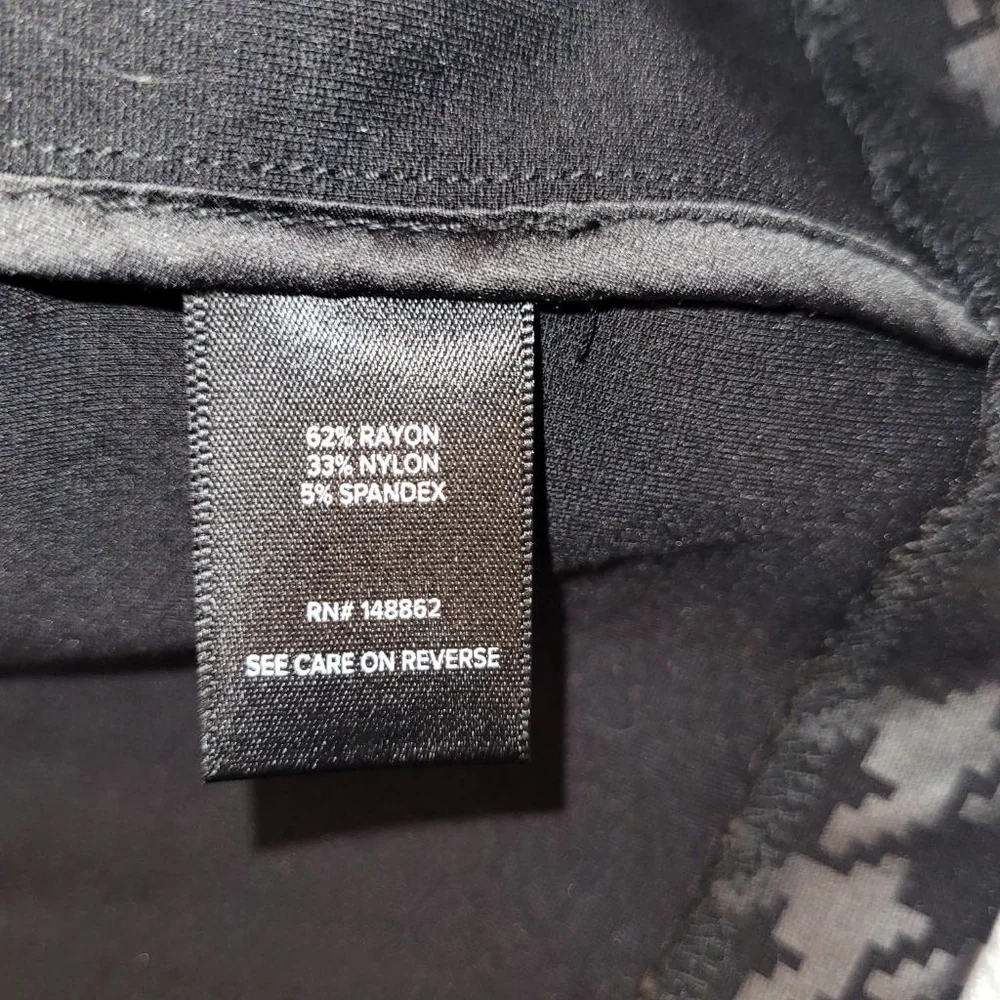 62% RAYON
33% NYLON
5% SPANDEX
RN# 148862
SEE CARE ON REVERSE